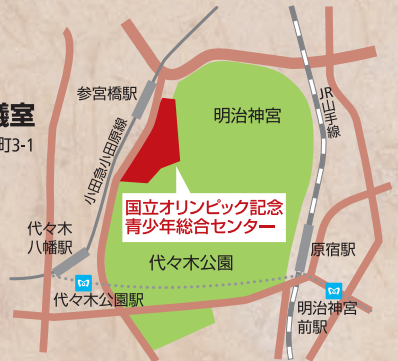 参宮橋駅
明治神宮
JR山手線
議室
町3-1
小田急小田原線
国立オリンピック記念
青少年総合センター
代々木
八幡駅
代々木公園
原宿駅
代々木公園駅
明治神宮
前駅